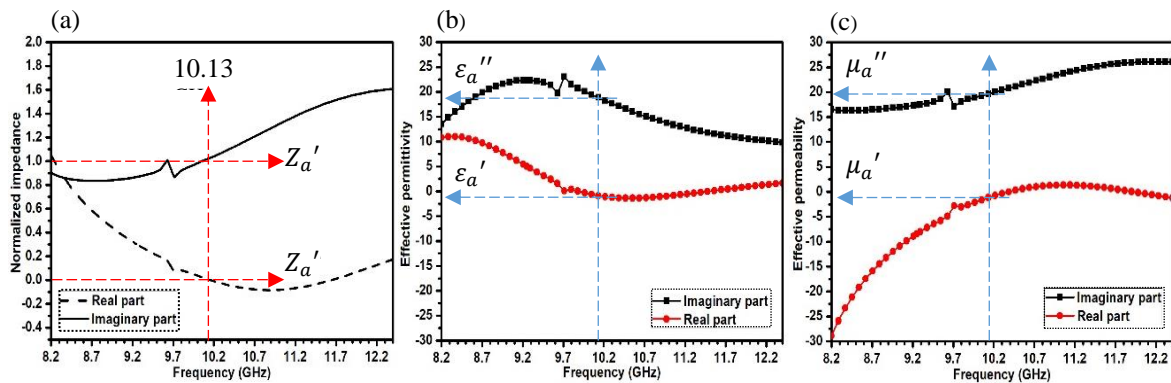 (a)
Normalized impedance
2.0
1.8
1.6
1.4
1.2
1.0
0.8
0.6
0.4
0.2
0.0
-0.2
-0.4
10.13
Zₐ′
Zₐ′
Real part
Imaginary part
8.2 8.7 9.2 9.7 10.2 10.7 11.2 11.7 12.2
Frequency (GHz)
(b)
Effective permittivity
30
25
20
15
10
5
0
-5
-10
-15
-20
-25
-30
εₐ″
εₐ′
Imaginary part
Real part
8.2 8.7 9.2 9.7 10.2 10.7 11.2 11.7 12.2
Frequency (GHz)
(c)
Effective permeability
30
25
20
15
10
5
0
-5
-10
-15
-20
-25
-30
μₐ″
μₐ′
Imaginary part
Real part
8.2 8.7 9.2 9.7 10.2 10.7 11.2 11.7 12.2
Frequency (GHz)